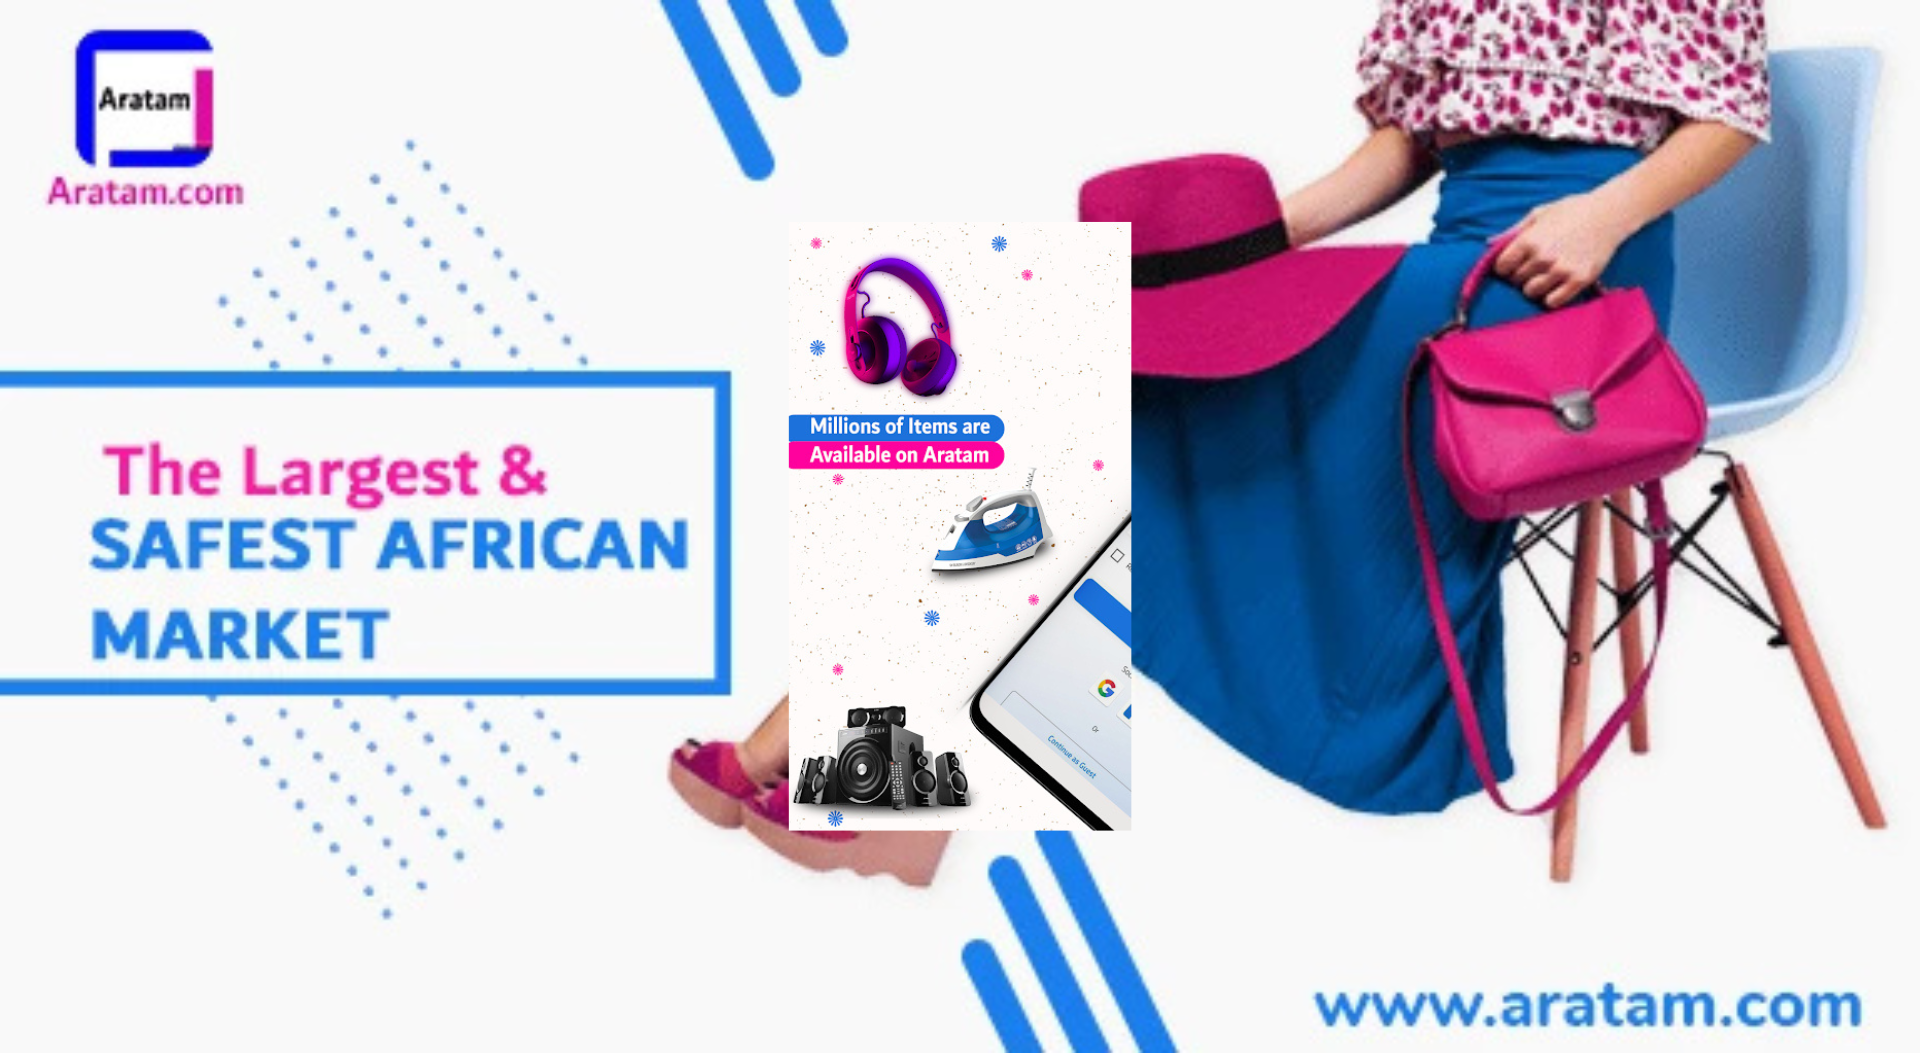 Aratam
Aratam.com
The Largest &
SAFEST AFRICAN
MARKET
Millions of Items are
Available on Aratam
Or
Continue as Guest
www.aratam.com